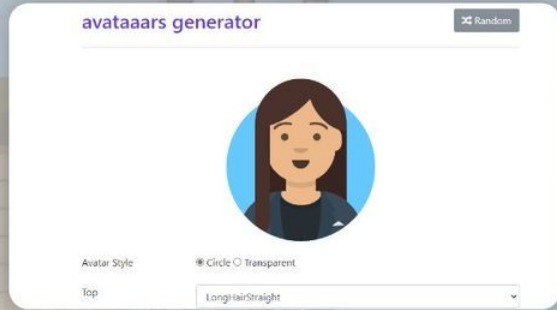 avataaars generator
Random
Avatar Style
Circle Transparent
Top
LongHairStraight